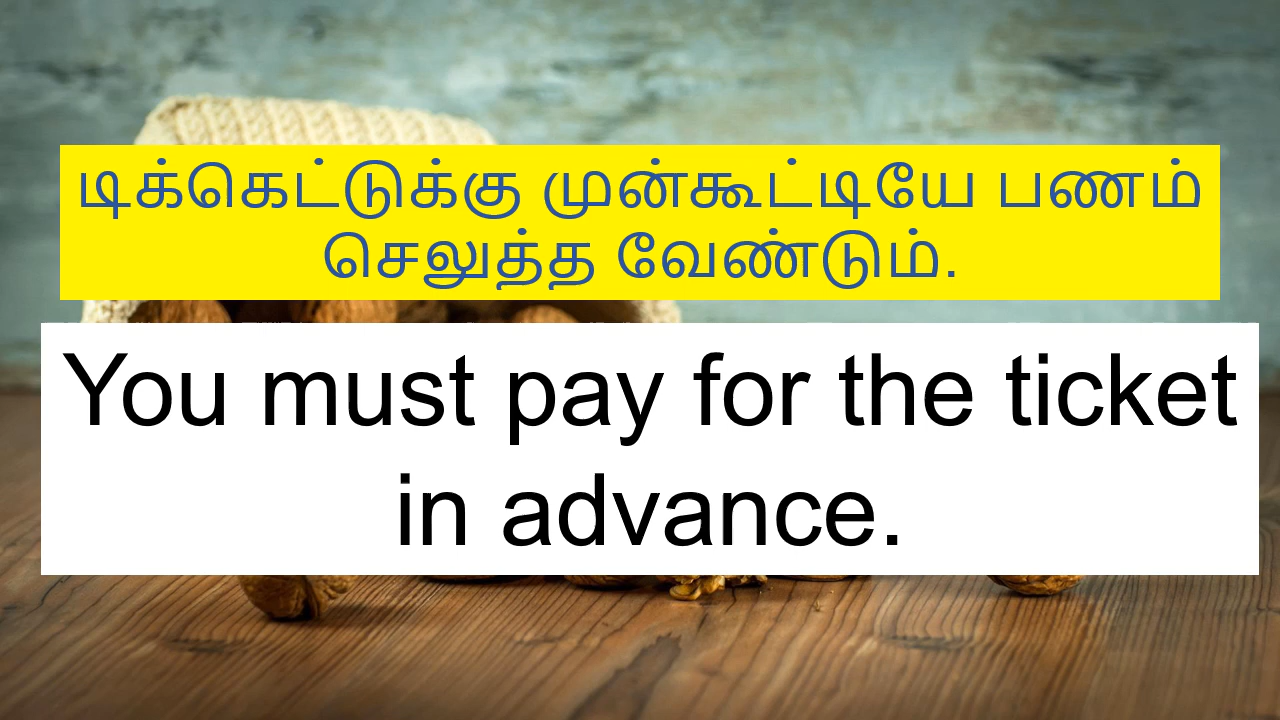 டிக்கெட்டுக்கு முன்கூட்டியே பணம்
செலுத்த வேண்டும்.
You must pay for the ticket
in advance.